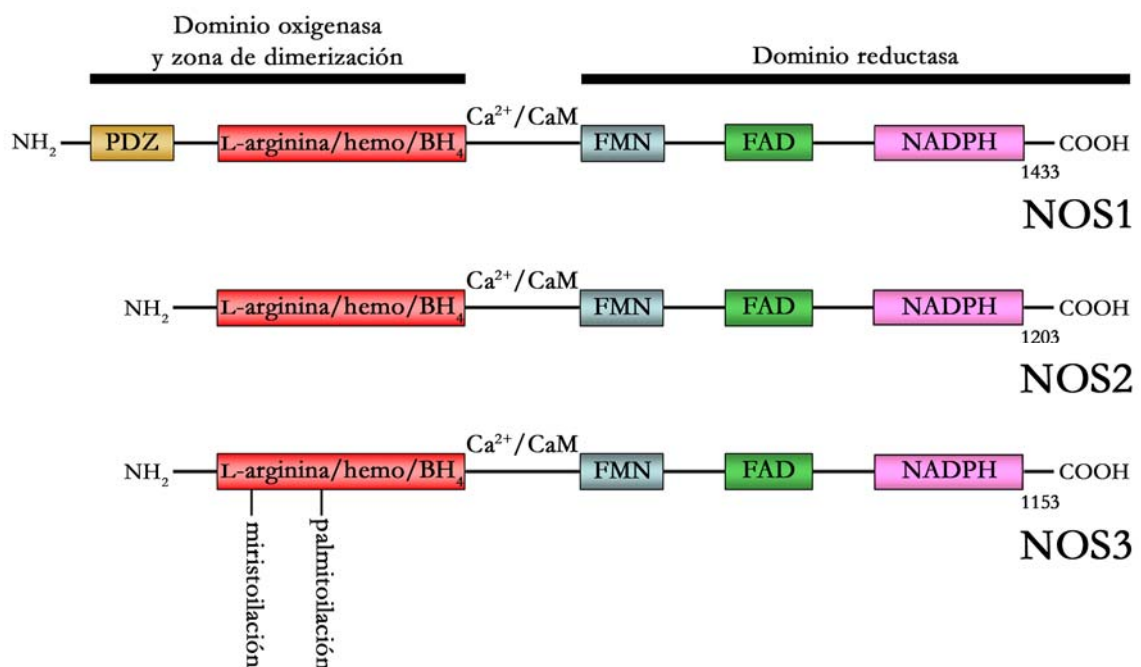 Dominio oxigenasa
y zona de dimerización
Dominio reductasa
NH₂ PDZ L-arginina/hemo/BH₄ Ca²⁺/CaM FMN FAD NADPH COOH
1433
NOS1
NH₂ L-arginina/hemo/BH₄ Ca²⁺/CaM FMN FAD NADPH COOH
1203
NOS2
NH₂ L-arginina/hemo/BH₄ Ca²⁺/CaM FMN FAD NADPH COOH
1153
NOS3
miristoilación
palmitoilación